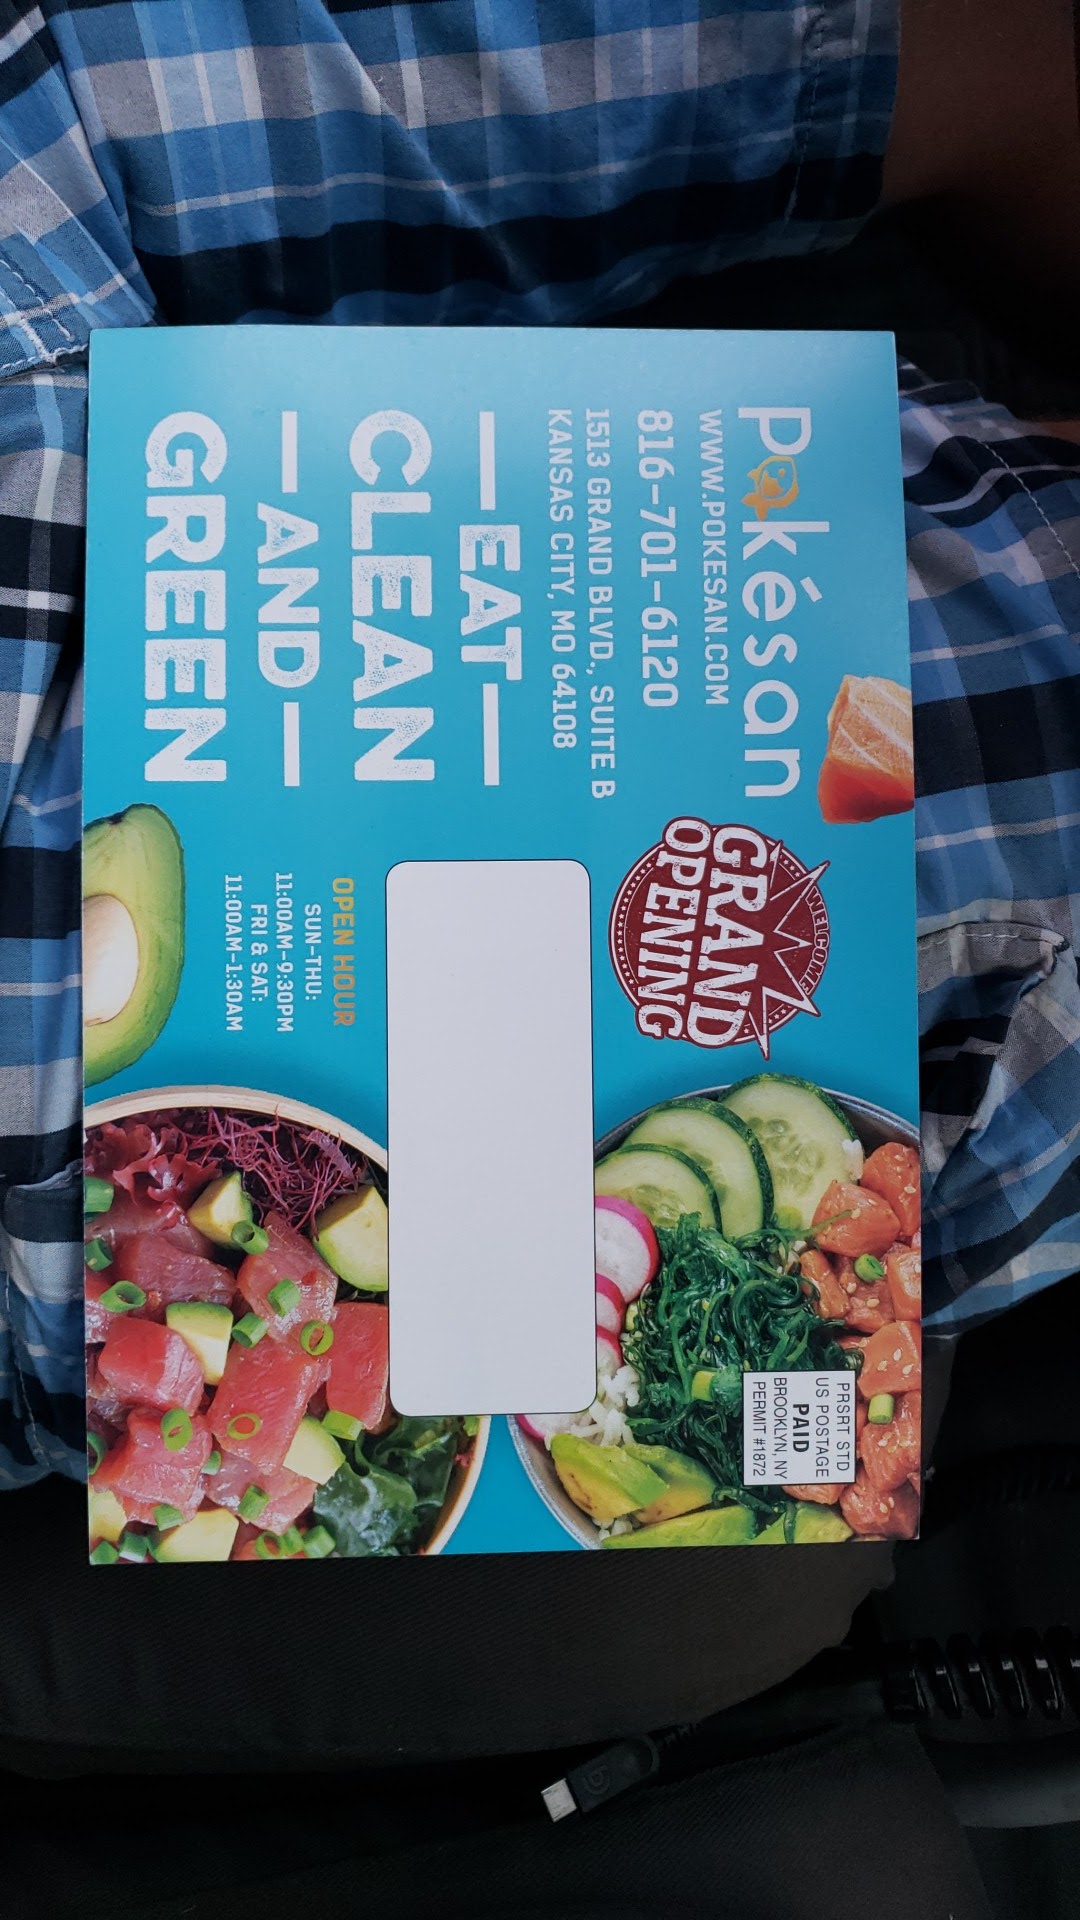 Pokésan
WWW.POKESAN.COM
816-701-6120
1513 GRAND BLVD., SUITE B
KANSAS CITY, MO 64108
EAT
CLEAN
AND
GREEN
WELCOME
GRAND
OPENING
OPEN HOUR
SUN-THU:
11:00AM-9:30PM
FRI & SAT:
11:00AM-1:30AM
PRSRT STD
US POSTAGE
PAID
BROOKLYN, NY
PERMIT #1872